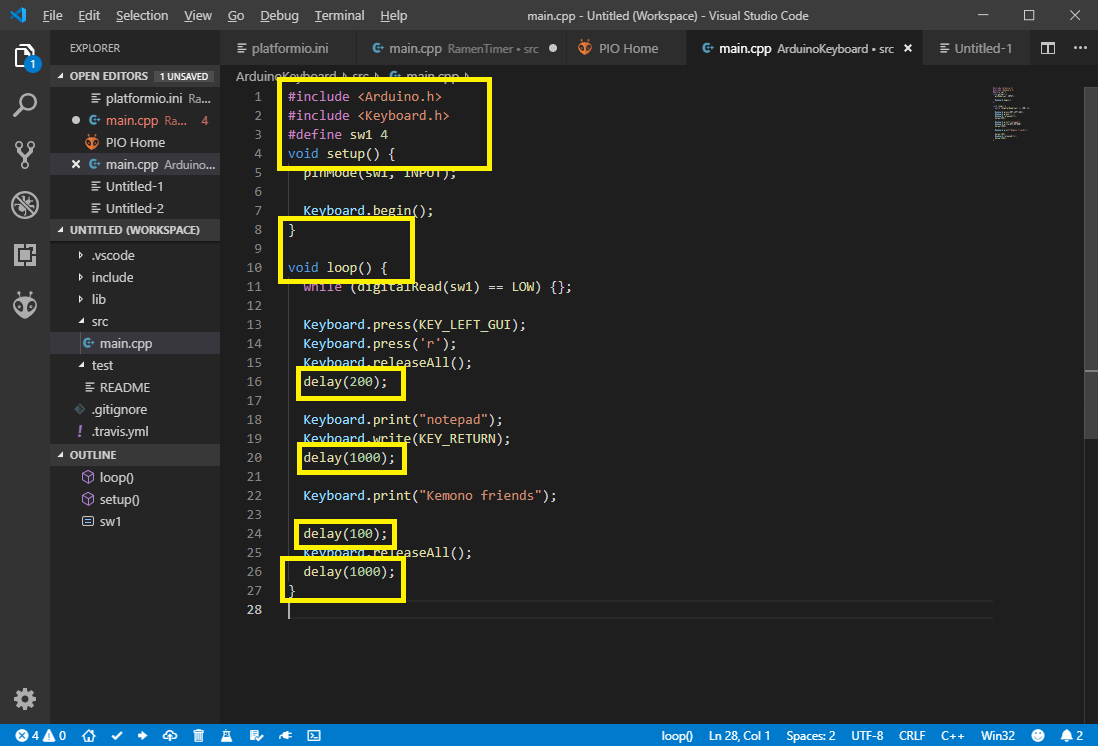 File Edit Selection View Go Debug Terminal Help main.cpp - Untitled (Workspace) - Visual Studio Code
EXPLORER
platformio.ini
main.cpp RamenTimer • src
PIO Home
main.cpp ArduinoKeyboard • src
Untitled-1
1
OPEN EDITORS 1 UNSAVED
platformio.ini Ra...
main.cpp Ra... 4
PIO Home
main.cpp Arduino...
Untitled-1
Untitled-2
UNTITLED (WORKSPACE)
.vscode
include
lib
src
main.cpp
test
README
.gitignore
.travis.yml
OUTLINE
loop()
setup()
sw1
ArduinoKeyboard src main.cpp
1 #include <Arduino.h>
2 #include <Keyboard.h>
3 #define sw1 4
4 void setup() {
5 pinMode(sw1, INPUT);
6
7 Keyboard.begin();
8 }
9
10 void loop() {
11 while (digitalRead(sw1) == LOW) {};
12
13 Keyboard.press(KEY_LEFT_GUI);
14 Keyboard.press('r');
15 Keyboard.releaseAll();
16 delay(200);
17
18 Keyboard.print("notepad");
19 Keyboard.write(KEY_RETURN);
20 delay(1000);
21
22 Keyboard.print("Kemono friends");
23
24 delay(100);
25 Keyboard.releaseAll();
26 delay(1000);
27 }
28
4 0 loop() Ln 28, Col 1 Spaces: 2 UTF-8 CRLF C++ Win32 2